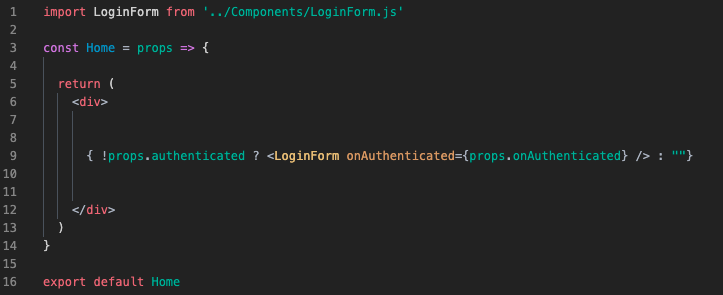 1 import LoginForm from '../Components/LoginForm.js'
2
3 const Home = props => {
4
5 return (
6 <div>
7
8
9 { !props.authenticated ? <LoginForm onAuthenticated={props.onAuthenticated} /> : ""}
10
11
12 </div>
13 )
14 }
15
16 export default Home